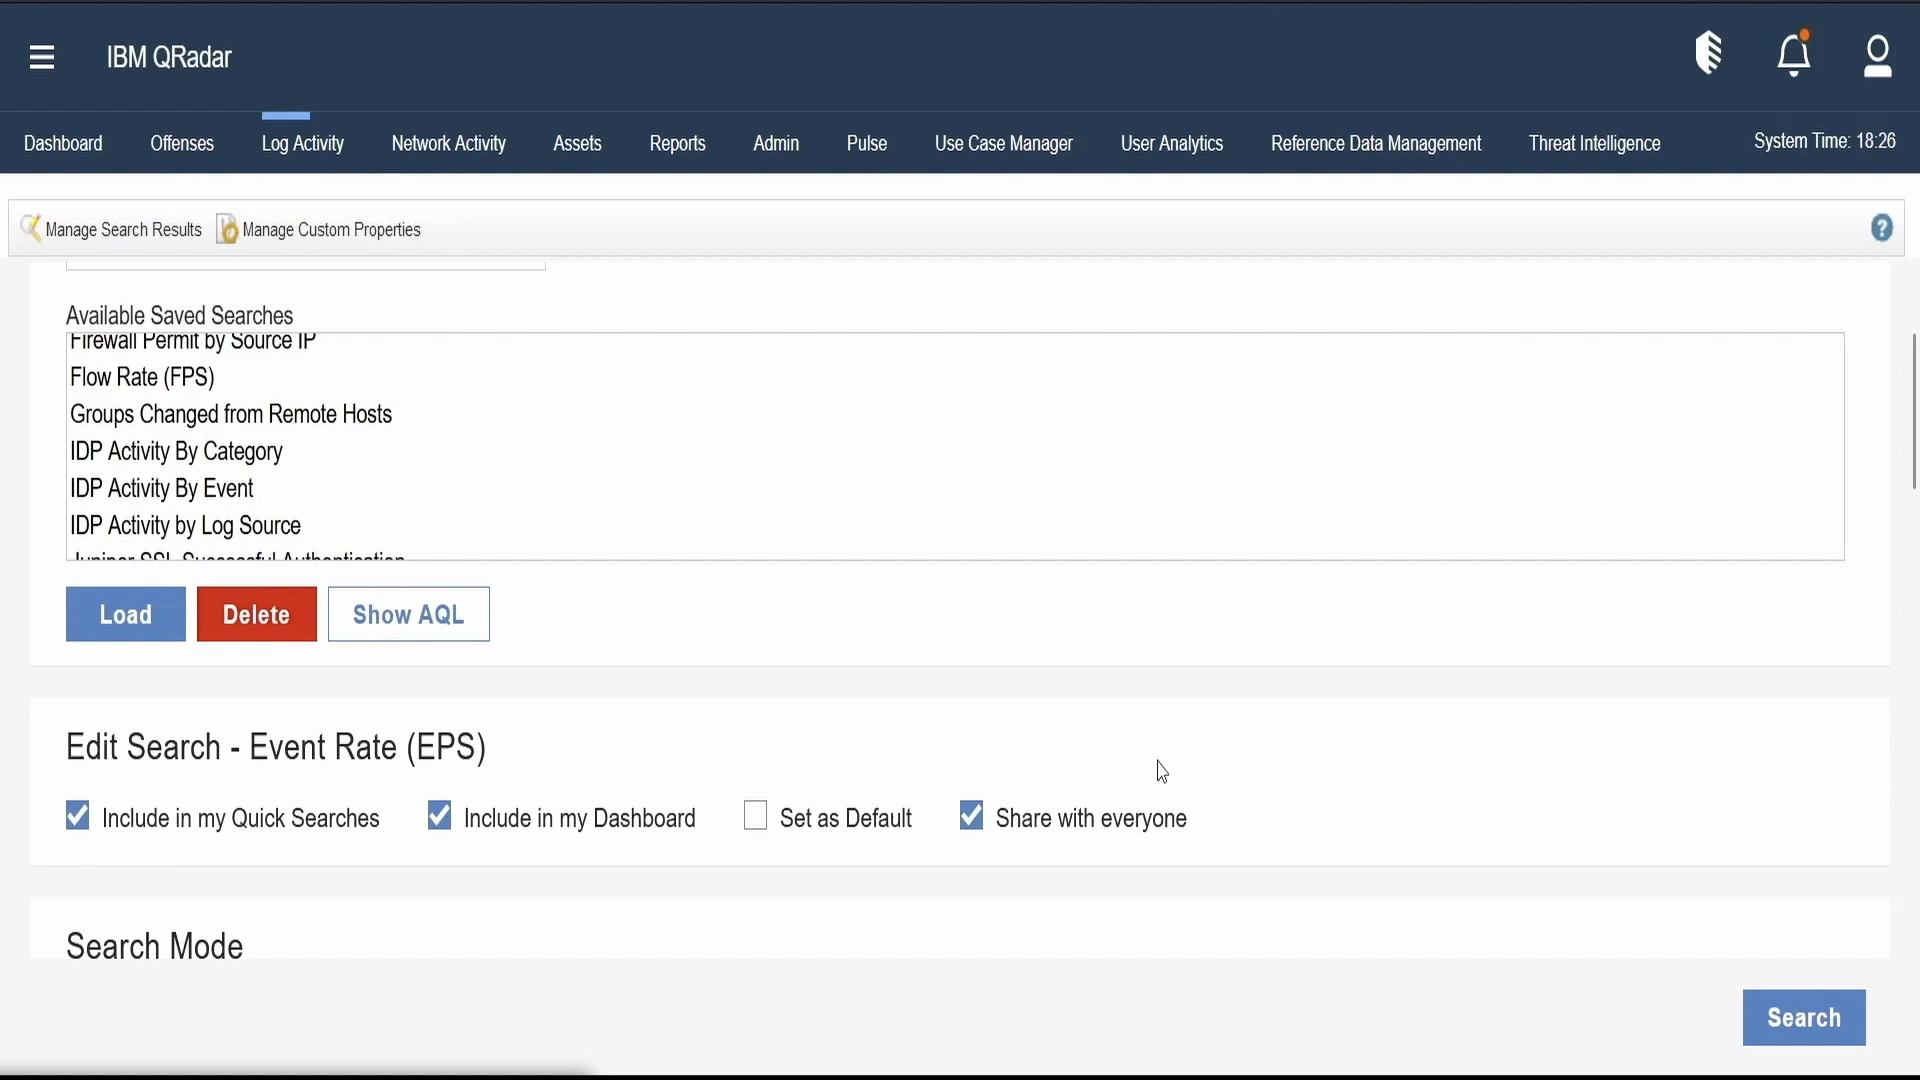 IBM QRadar
Dashboard Offenses Log Activity Network Activity Assets Reports Admin Pulse Use Case Manager User Analytics Reference Data Management Threat Intelligence System Time: 18:26
Manage Search Results Manage Custom Properties ?
Available Saved Searches
Firewall Permit by Source IP
Flow Rate (FPS)
Groups Changed from Remote Hosts
IDP Activity By Category
IDP Activity By Event
IDP Activity by Log Source
Juniper SSL Successful Authentication
Load Delete Show AQL
Edit Search - Event Rate (EPS)
Include in my Quick Searches Include in my Dashboard Set as Default Share with everyone
Search Mode
Search